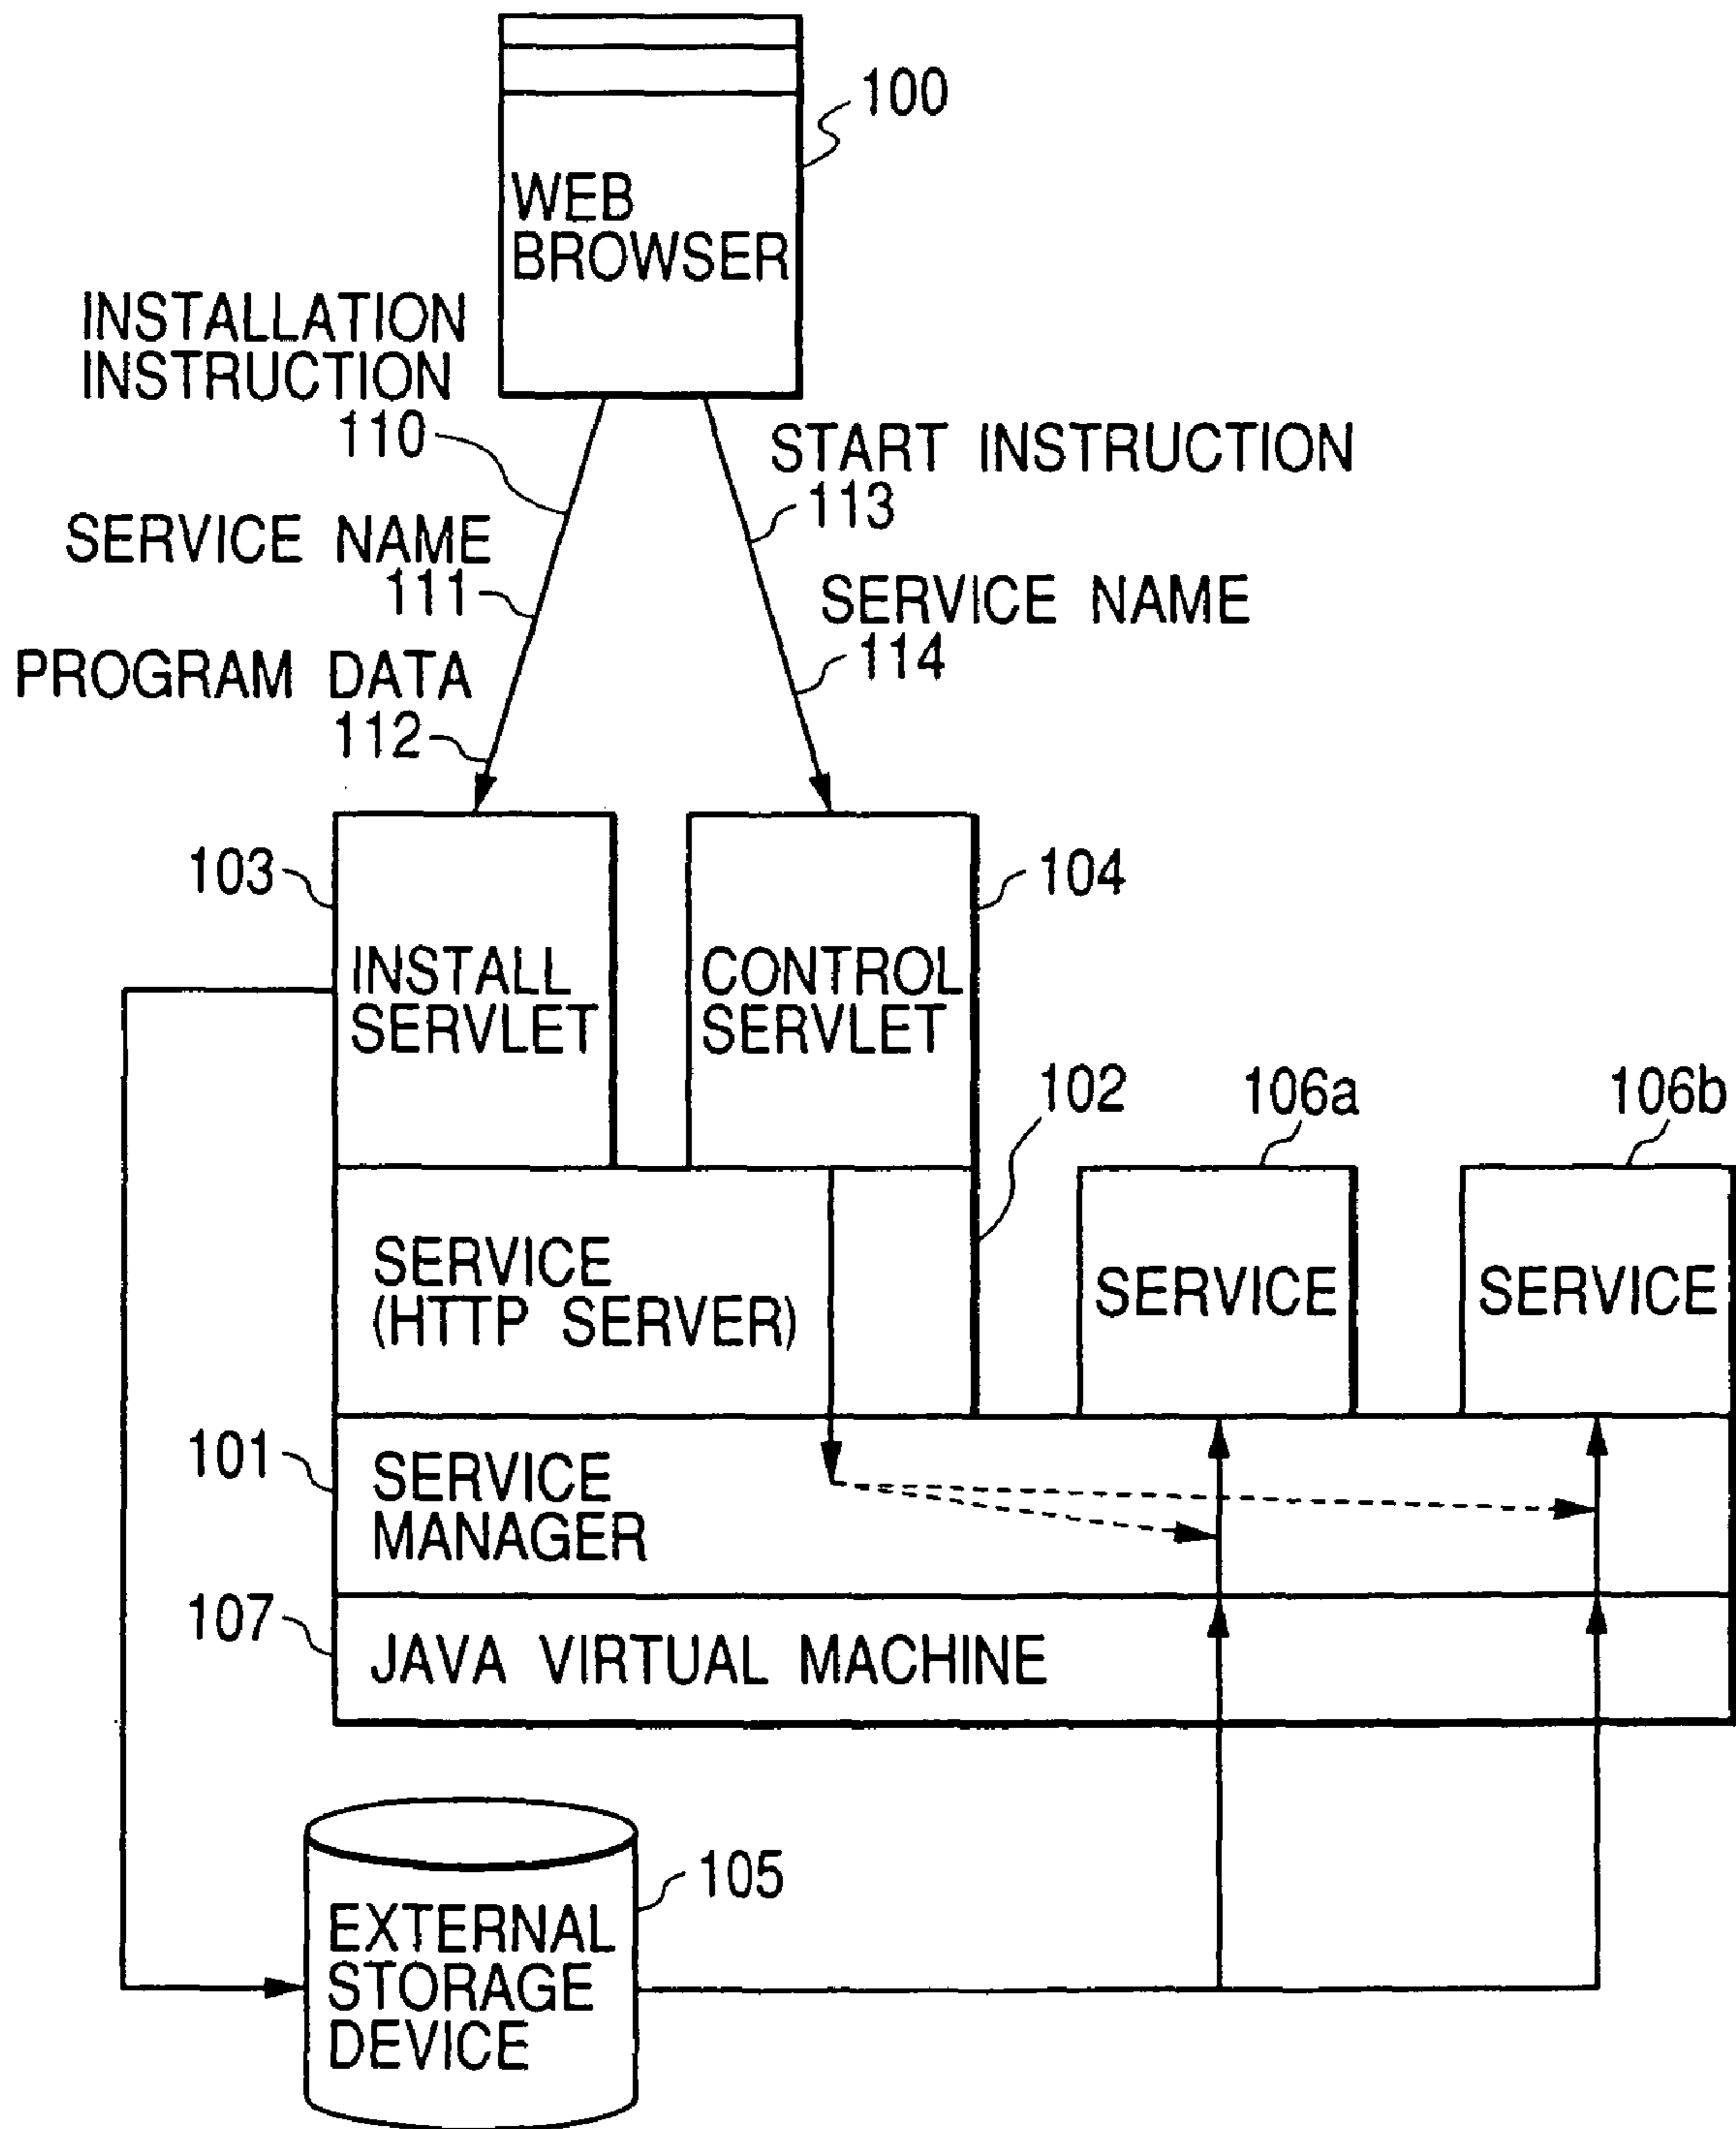 100
WEB
BROWSER
INSTALLATION
INSTRUCTION
110
START INSTRUCTION
113
SERVICE NAME
111
SERVICE NAME
114
PROGRAM DATA
112
103
104
INSTALL
SERVLET
CONTROL
SERVLET
102
106a
106b
SERVICE
(HTTP SERVER)
SERVICE
SERVICE
101
SERVICE
MANAGER
107
JAVA VIRTUAL MACHINE
105
EXTERNAL
STORAGE
DEVICE